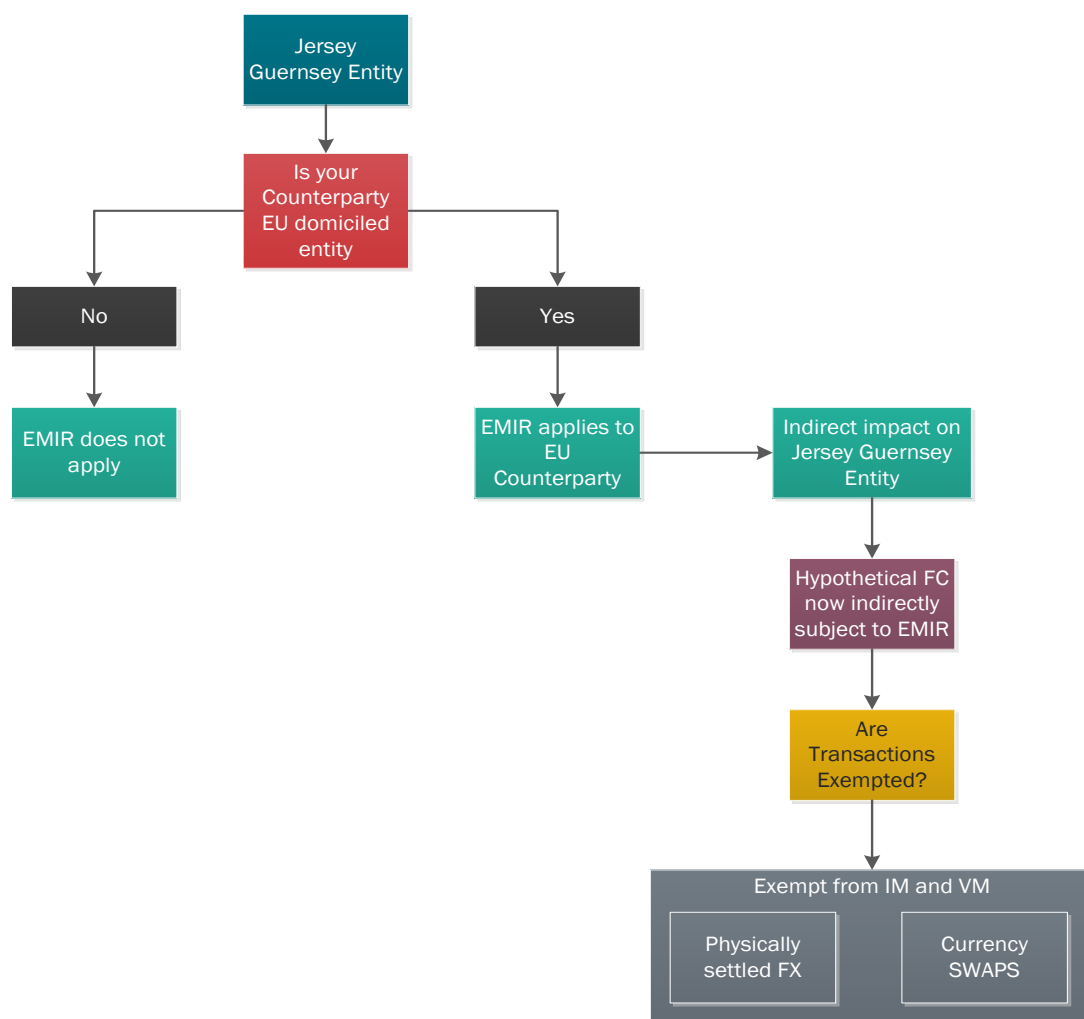 Jersey
Guernsey Entity
Is your
Counterparty
EU domiciled
entity
No
Yes
EMIR does not
apply
EMIR applies to
EU
Counterparty
Indirect impact on
Jersey Guernsey
Entity
Hypothetical FC
now indirectly
subject to EMIR
Are
Transactions
Exempted?
Exempt from IM and VM
Physically
settled FX
Currency
SWAPS